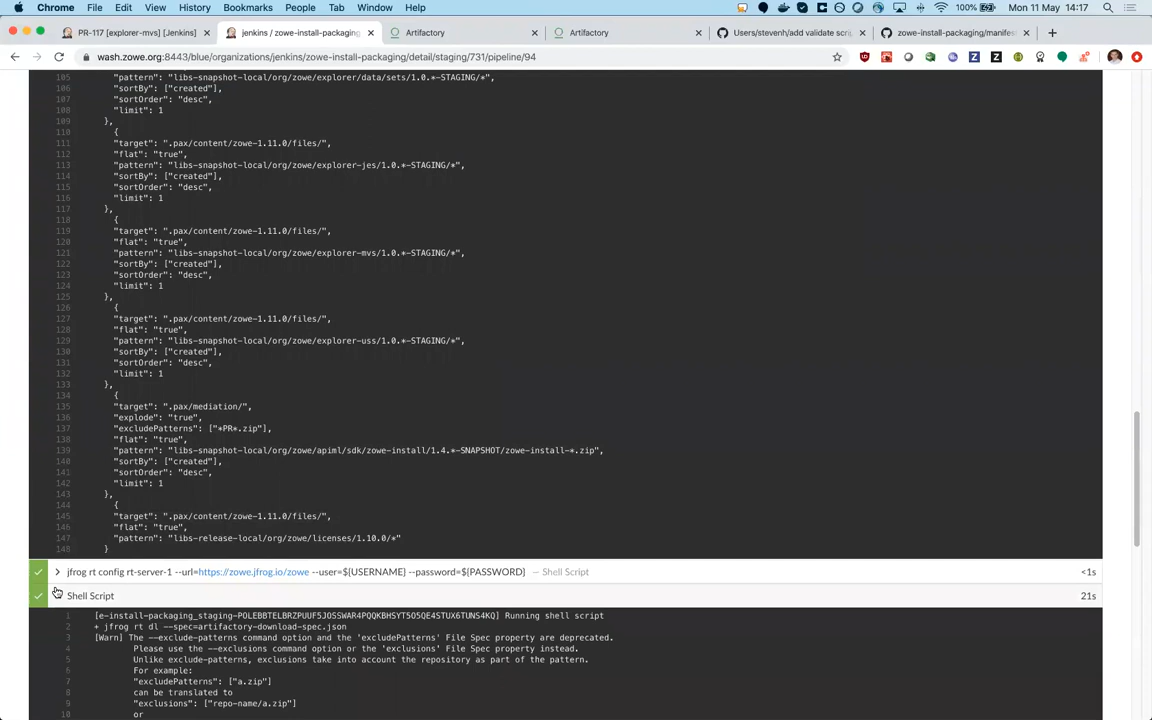 Chrome File Edit View History Bookmarks People Tab Window Help 100% Mon 11 May 14:17
PR-117 [explorer-mvs] [Jenkins] jenkins / zowe-install-packaging Artifactory Artifactory Users/stevenh/add validate scri zowe-install-packaging/manifes
wash.zowe.org:8443/blue/organizations/jenkins/zowe-install-packaging/detail/staging/731/pipeline/94
105 "pattern": "libs-snapshot-local/org/zowe/explorer/data/sets/1.0.*-STAGING/*",
106 "sortBy": ["created"],
107 "sortOrder": "desc",
108 "limit": 1
109 },
110 {
111 "target": ".pax/content/zowe-1.11.0/files/",
112 "flat": "true",
113 "pattern": "libs-snapshot-local/org/zowe/explorer-jes/1.0.*-STAGING/*",
114 "sortBy": ["created"],
115 "sortOrder": "desc",
116 "limit": 1
117 },
118 {
119 "target": ".pax/content/zowe-1.11.0/files/",
120 "flat": "true",
121 "pattern": "libs-snapshot-local/org/zowe/explorer-mvs/1.0.*-STAGING/*",
122 "sortBy": ["created"],
123 "sortOrder": "desc",
124 "limit": 1
125 },
126 {
127 "target": ".pax/content/zowe-1.11.0/files/",
128 "flat": "true",
129 "pattern": "libs-snapshot-local/org/zowe/explorer-uss/1.0.*-STAGING/*",
130 "sortBy": ["created"],
131 "sortOrder": "desc",
132 "limit": 1
133 },
134 {
135 "target": ".pax/mediation/",
136 "explode": "true",
137 "excludePatterns": ["*PR*.zip"],
138 "flat": "true",
139 "pattern": "libs-snapshot-local/org/zowe/apiml/sdk/zowe-install/1.4.*-SNAPSHOT/zowe-install-*.zip",
140 "sortBy": ["created"],
141 "sortOrder": "desc",
142 "limit": 1
143 },
144 {
145 "target": ".pax/content/zowe-1.11.0/files/",
146 "flat": "true",
147 "pattern": "libs-release-local/org/zowe/licenses/1.10.0/*"
148 }
jfrog rt config rt-server-1 --url=https://zowe.jfrog.io/zowe --user=${USERNAME} --password=${PASSWORD} — Shell Script <1s
Shell Script 21s
1 [e-install-packaging_staging-POLEBBTELBRZPUUF5JO5SWAR4PQQKBHSYT5O5QE4STUX6TUNS4KQ] Running shell script
2 + jfrog rt dl --spec=artifactory-download-spec.json
3 [Warn] The --exclude-patterns command option and the 'excludePatterns' File Spec property are deprecated.
4 Please use the --exclusions command option or the 'exclusions' File Spec property instead.
5 Unlike exclude-patterns, exclusions take into account the repository as part of the pattern.
6 For example:
7 "excludePatterns": ["a.zip"]
8 can be translated to
9 "exclusions": ["repo-name/a.zip"]
10 or